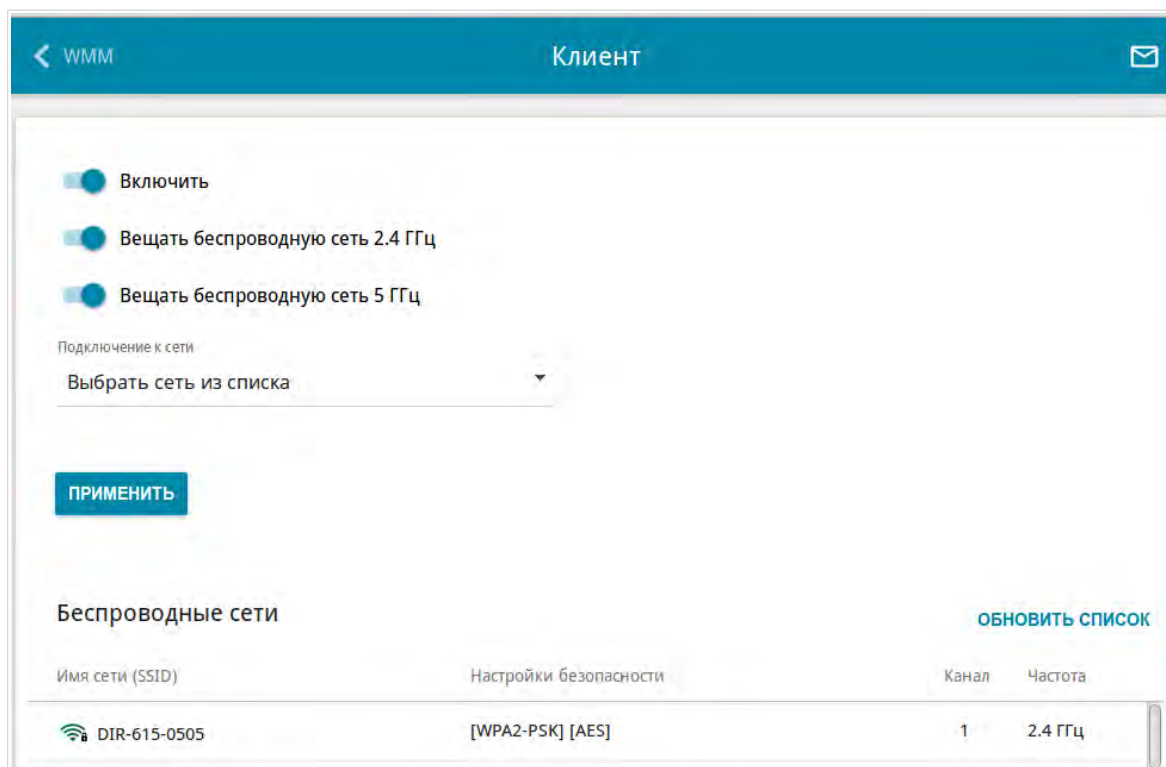 WMM
Клиент
Включить
Вещать беспроводную сеть 2.4 ГГц
Вещать беспроводную сеть 5 ГГц
Подключение к сети
Выбрать сеть из списка
ПРИМЕНИТЬ
Беспроводные сети
ОБНОВИТЬ СПИСОК
Имя сети (SSID) Настройки безопасности Канал Частота
DIR-615-0505 [WPA2-PSK] [AES] 1 2.4 ГГц